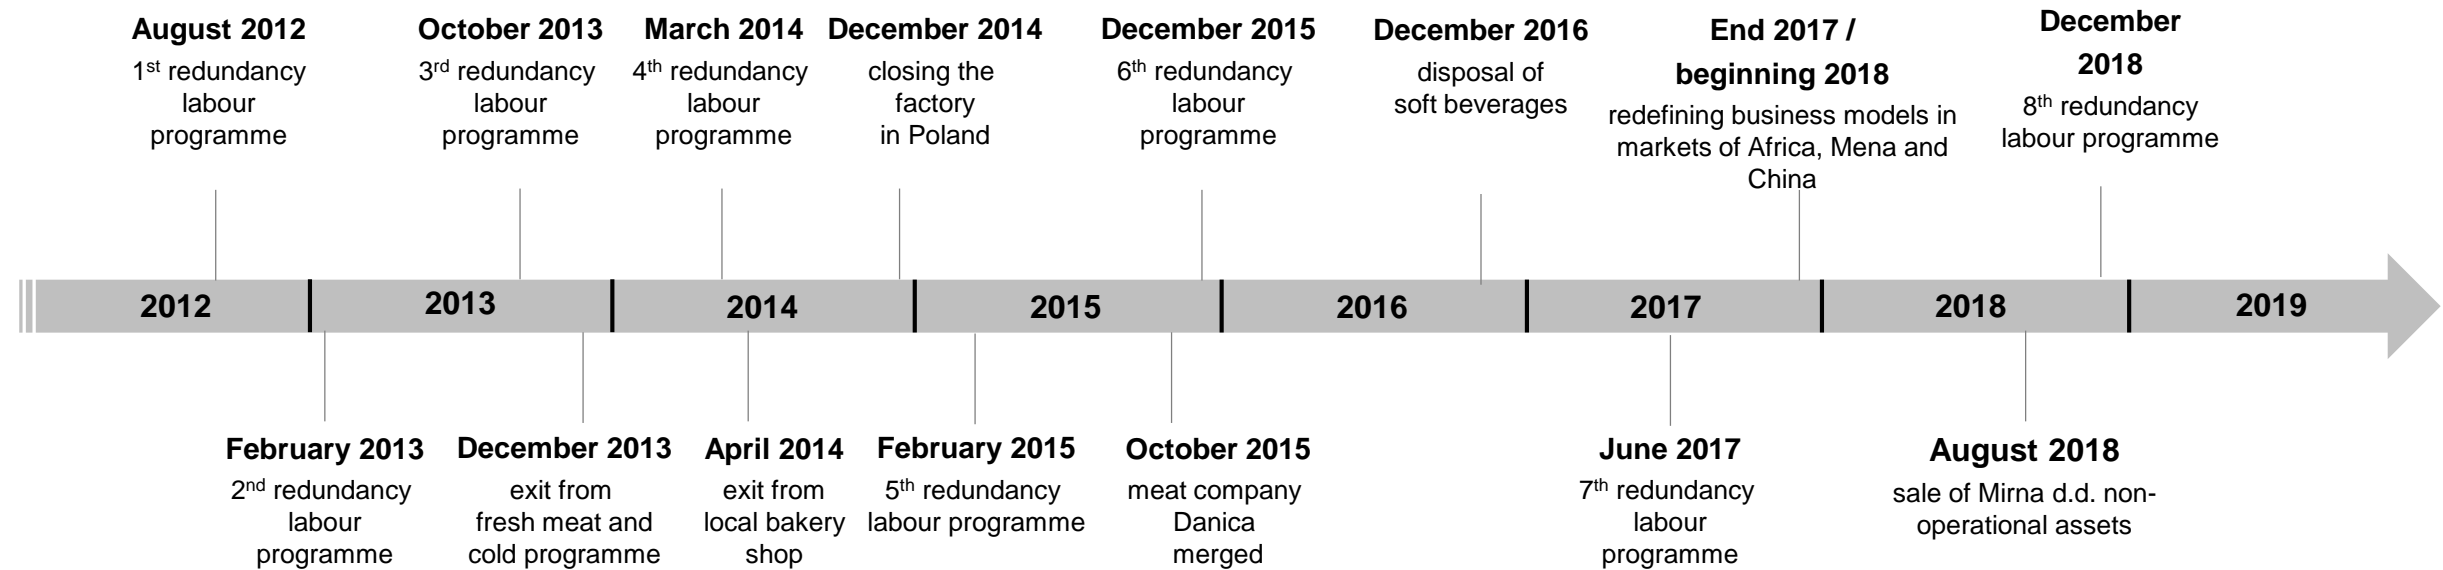 August 2012
1st redundancy
labour
programme
October 2013
3rd redundancy
labour
programme
March 2014
4th redundancy
labour
programme
December 2014
closing the
factory
in Poland
December 2015
6th redundancy
labour
programme
December 2016
disposal of
soft beverages
End 2017 /
beginning 2018
redefining business models in
markets of Africa, Mena and
China
December
2018
8th redundancy
labour programme
2012
2013
2014
2015
2016
2017
2018
2019
February 2013
2nd redundancy
labour
programme
December 2013
exit from
fresh meat and
cold programme
April 2014
exit from
local bakery
shop
February 2015
5th redundancy
labour programme
October 2015
meat company
Danica
merged
June 2017
7th redundancy
labour
programme
August 2018
sale of Mirna d.d. non-
operational assets